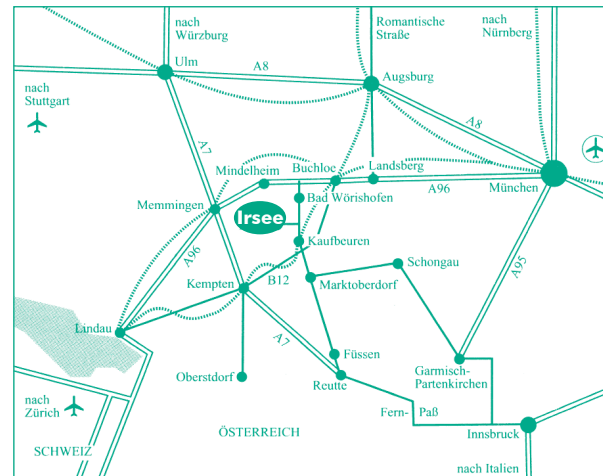 nach
Würzburg
Romantische
Straße
nach
Nürnberg
Ulm
A8
Augsburg
nach
Stuttgart
A7
A8
Mindelheim
Buchloe
Landsberg
A96
München
Memmingen
Irsee
Bad Wörishofen
A96
Kaufbeuren
A95
Kempten
B12
Marktoberdorf
Schongau
Lindau
A7
Füssen
Garmisch-
Partenkirchen
Oberstdorf
Reutte
nach
Zürich
Fern-
Paß
SCHWEIZ
ÖSTERREICH
Innsbruck
nach Italien